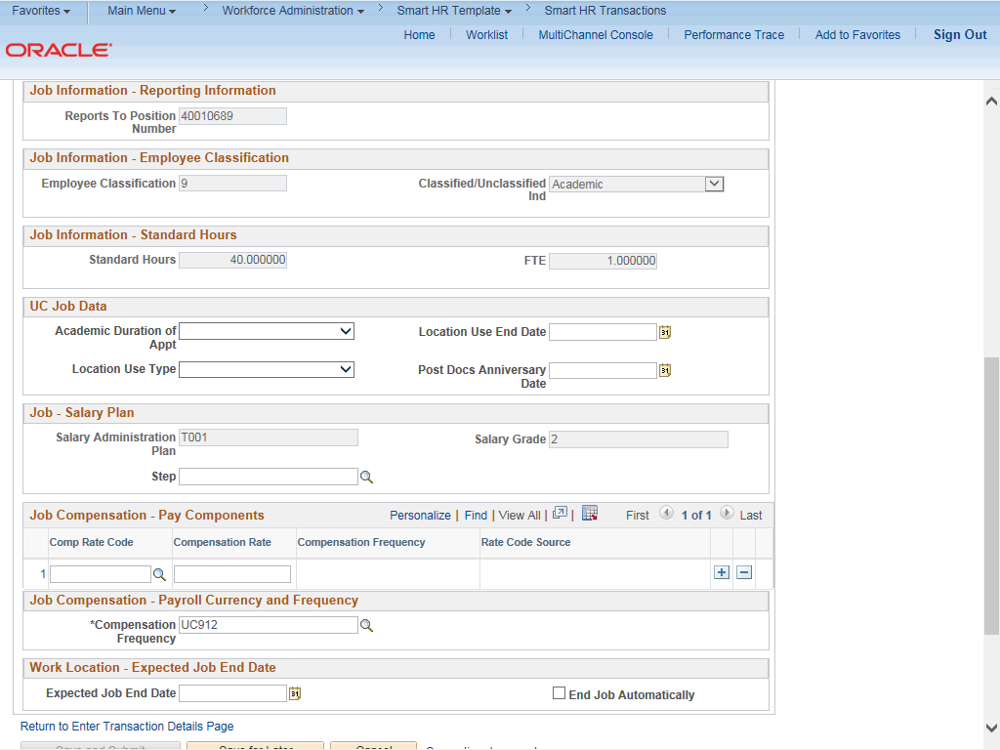 Favorites Main Menu > Workforce Administration > Smart HR Template > Smart HR Transactions
Home Worklist MultiChannel Console Performance Trace Add to Favorites Sign Out
ORACLE
Job Information - Reporting Information
Reports To Position 40010689
Number
Job Information - Employee Classification
Employee Classification 9 Classified/Unclassified Academic
Ind
Job Information - Standard Hours
Standard Hours 40.000000 FTE 1.000000
UC Job Data
Academic Duration of Location Use End Date
Appt
Location Use Type Post Docs Anniversary
Date
Job - Salary Plan
Salary Administration T001 Salary Grade 2
Plan
Step
Job Compensation - Pay Components Personalize | Find | View All | | First 1 of 1 Last
Comp Rate Code Compensation Rate Compensation Frequency Rate Code Source
1
Job Compensation - Payroll Currency and Frequency
*Compensation UC912
Frequency
Work Location - Expected Job End Date
Expected Job End Date End Job Automatically
Return to Enter Transaction Details Page
Save and Submit Save for Later Cancel